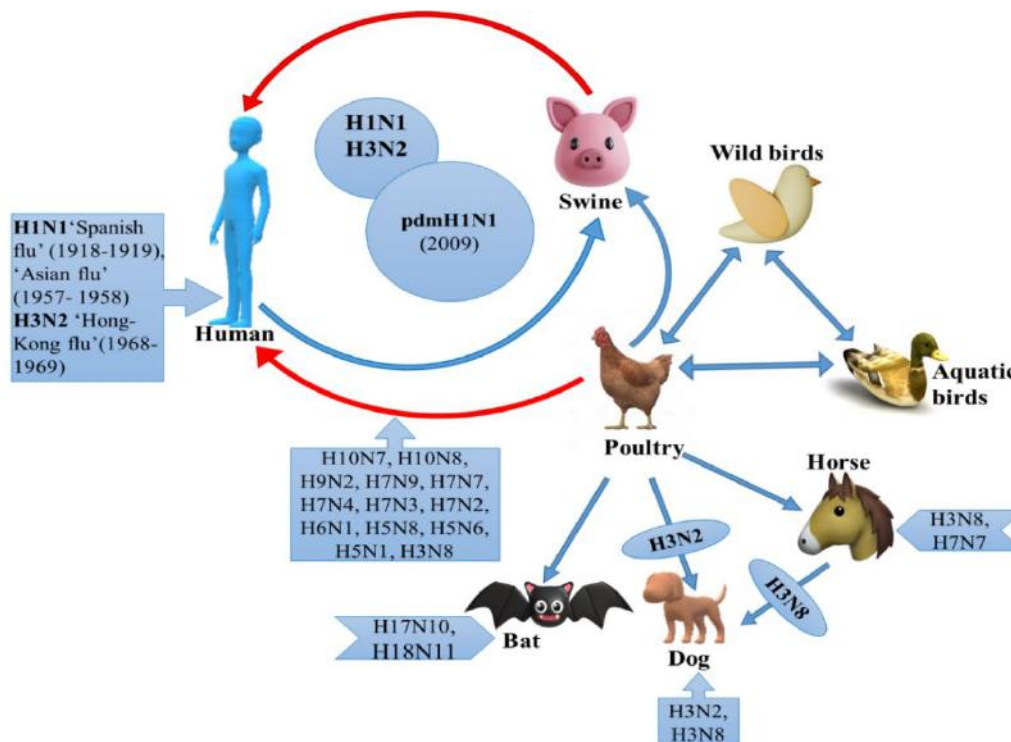 H1N1
H3N2
pdmH1N1
(2009)
Swine
Wild birds
H1N1‘Spanish
flu’ (1918-1919),
‘Asian flu’
(1957- 1958)
H3N2 ‘Hong-
Kong flu’(1968-
1969)
Human
Aquatic
birds
Poultry
H10N7, H10N8,
H9N2, H7N9, H7N7,
H7N4, H7N3, H7N2,
H6N1, H5N8, H5N6,
H5N1, H3N8
Horse
H3N8,
H7N7
H3N2
H3N8
H17N10,
H18N11
Bat
Dog
H3N2,
H3N8